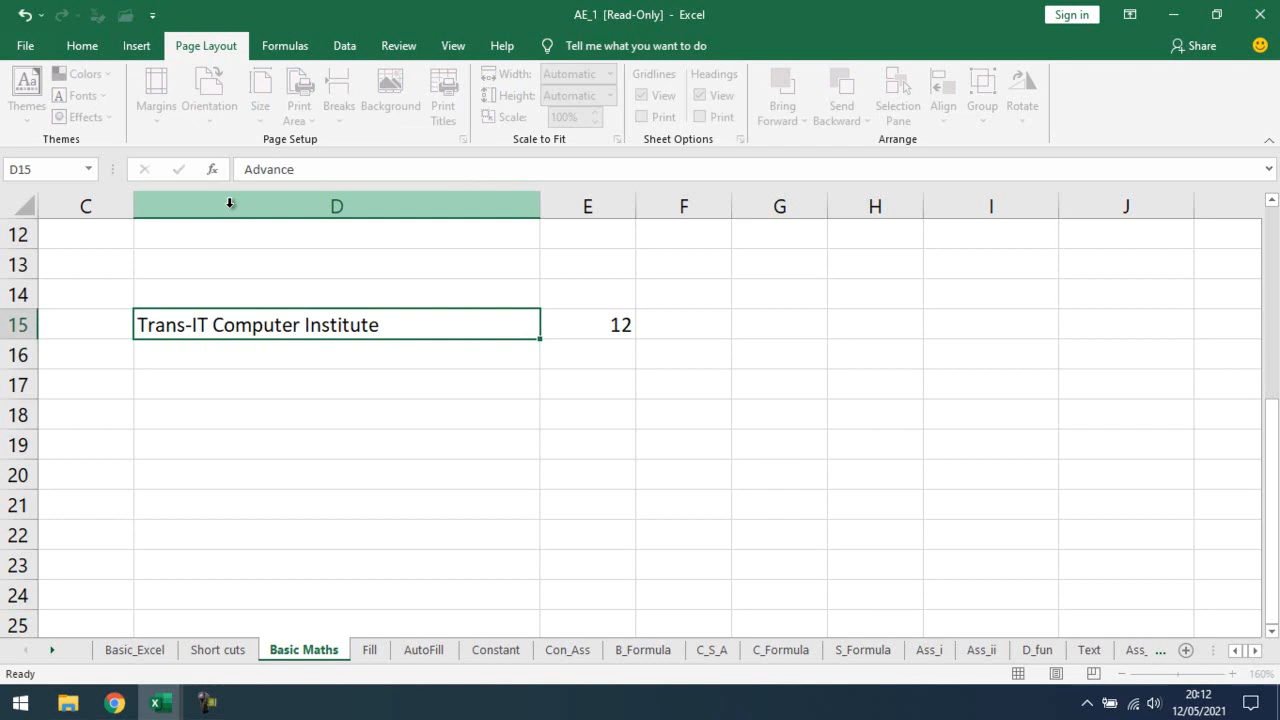 AE_1 [Read-Only] - Excel
Sign in
File Home Insert Page Layout Formulas Data Review View Help Tell me what you want to do Share
Themes Colors Fonts Effects Margins Orientation Size Print Area Breaks Background Print Titles Width: Automatic Height: Automatic Scale: 100% Gridlines View Print Headings View Print Bring Forward Send Backward Selection Pane Align Group Rotate
Themes Page Setup Scale to Fit Sheet Options Arrange
D15 fx Advance
C D E F G H I J
12
13
14
15 Trans-IT Computer Institute 12
16
17
18
19
20
21
22
23
24
25
Basic_Excel Short cuts Basic Maths Fill AutoFill Constant Con_Ass B_Formula C_S_A C_Formula S_Formula Ass_i Ass_ii D_fun Text Ass_ ...
Ready 160%
20:12
12/05/2021